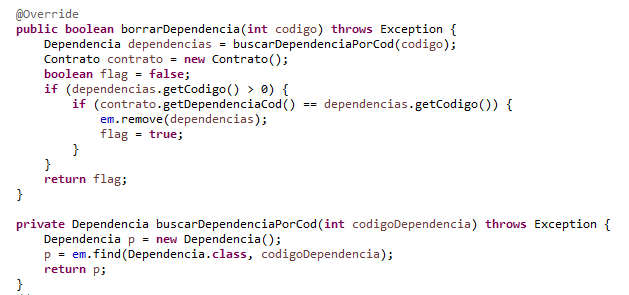 @Override
public boolean borrarDependencia(int codigo) throws Exception {
    Dependencia dependencias = buscarDependenciaPorCod(codigo);
    Contrato contrato = new Contrato();
    boolean flag = false;
    if (dependencias.getCodigo() > 0) {
        if (contrato.getDependenciaCod() == dependencias.getCodigo()) {
            em.remove(dependencias);
            flag = true;
        }
    }
    return flag;
}

private Dependencia buscarDependenciaPorCod(int codigoDependencia) throws Exception {
    Dependencia p = new Dependencia();
    p = em.find(Dependencia.class, codigoDependencia);
    return p;
}